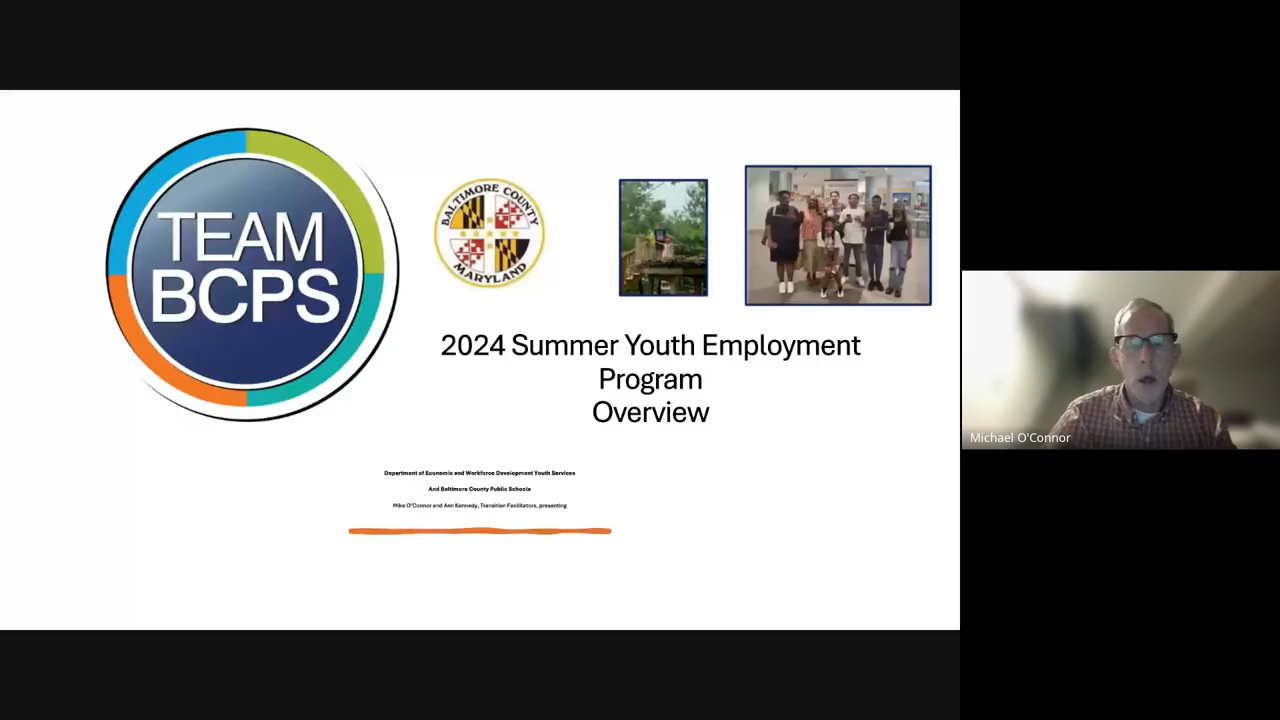 TEAM
BCPS
BALTIMORE COUNTY
MARYLAND
2024 Summer Youth Employment
Program
Overview
Department of Economic and Workforce Development Youth Services
And Baltimore County Public Schools
Mike O'Connor and Ann Kennedy, Transition Facilitators, presenting
Michael O'Connor